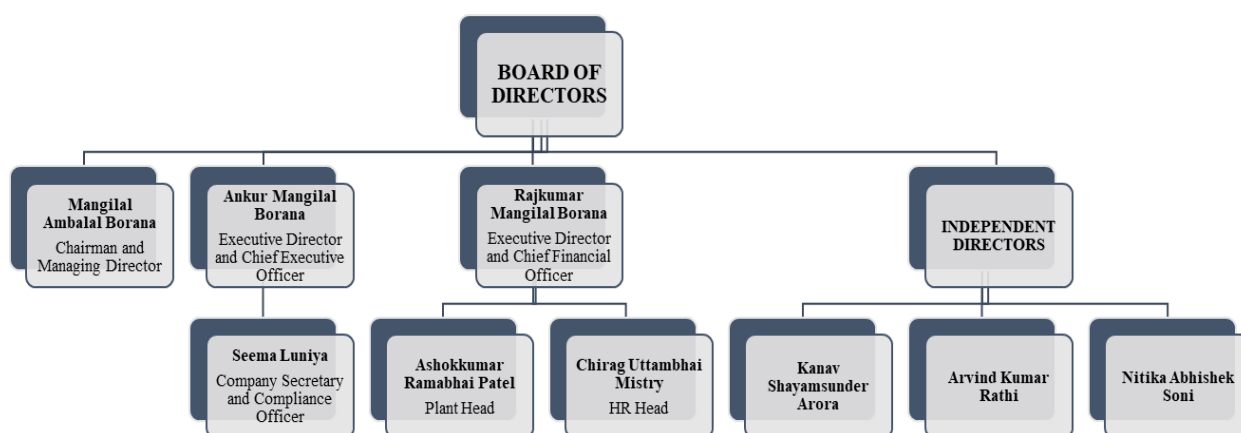 BOARD OF
DIRECTORS
Mangilal
Ambalal Borana
Chairman and
Managing Director
Ankur Mangilal
Borana
Executive Director
and Chief Executive
Officer
Rajkumar
Mangilal Borana
Executive Director
and Chief Financial
Officer
INDEPENDENT
DIRECTORS
Seema Luniya
Company Secretary
and Compliance
Officer
Ashokkumar
Ramabhai Patel
Plant Head
Chirag Uttambhai
Mistry
HR Head
Kanav
Shayamsunder
Arora
Arvind Kumar
Rathi
Nitika Abhishek
Soni